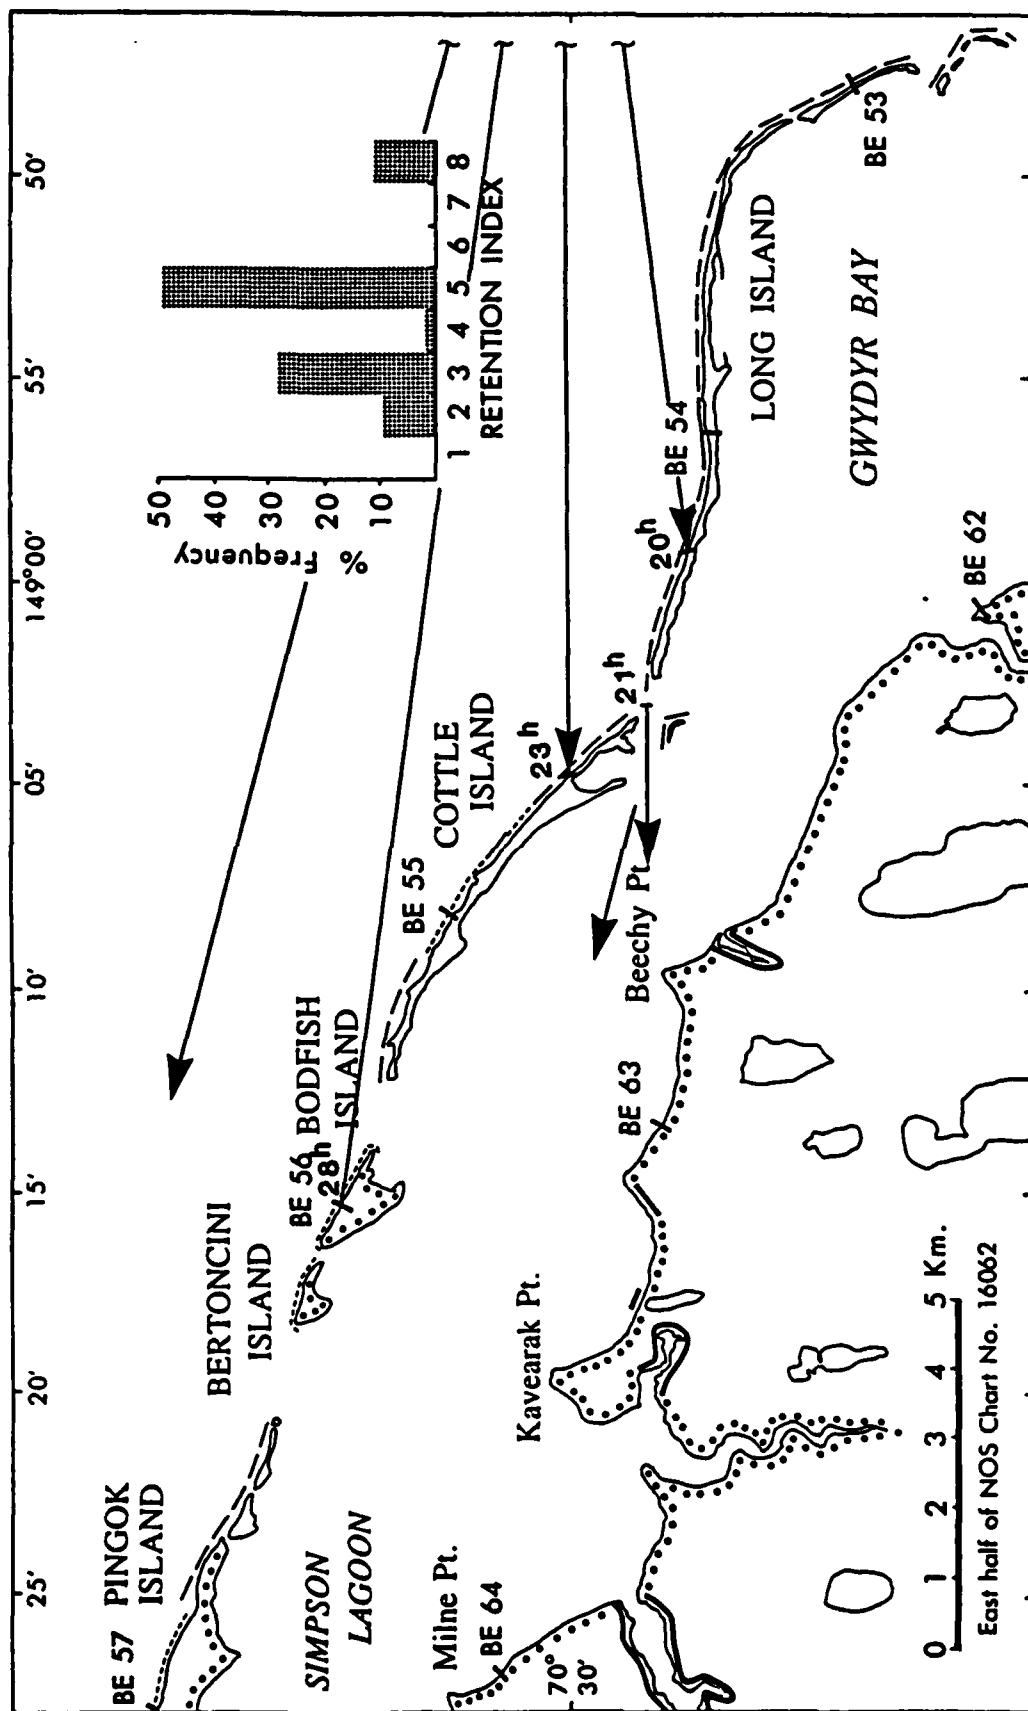 25′
20′
15′
10′
05′
149°00′
55′
50′
% Frequency
50
40
30
20
10
1 2 3 4 5 6 7 8
RETENTION INDEX
BE 57
PINGOK
ISLAND
BERTONCINI
ISLAND
BE 56
28h
BODFISH
ISLAND
BE 55
COTTLE
ISLAND
23h
21h
20h
BE 54
LONG ISLAND
BE 53
SIMPSON
LAGOON
GWYDYR BAY
Milne Pt.
BE 64
70°
30′
Kavearak Pt.
BE 63
Beechy Pt.
BE 62
0 1 2 3 4 5 Km.
East half of NOS Chart No. 16062